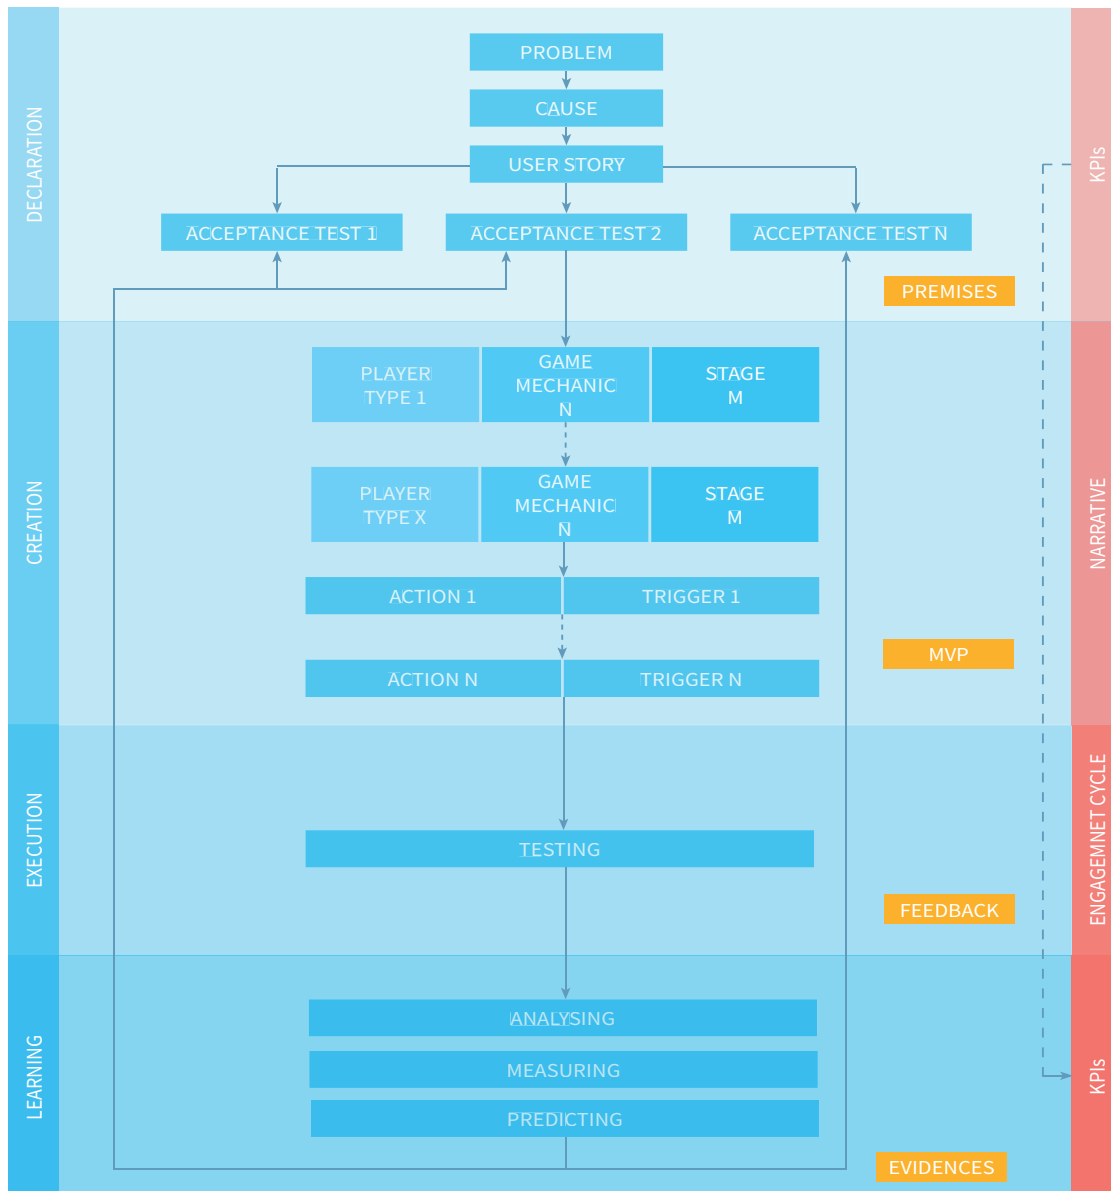 DECLARATION
PROBLEM
CAUSE
USER STORY
ACCEPTANCE TEST 1
ACCEPTANCE TEST 2
ACCEPTANCE TEST N
PREMISES
KPIs
CREATION
PLAYER
TYPE 1
GAME
MECHANIC
N
STAGE
M
PLAYER
TYPE X
GAME
MECHANIC
N
STAGE
M
ACTION 1
TRIGGER 1
ACTION N
TRIGGER N
MVP
NARRATIVE
EXECUTION
TESTING
FEEDBACK
ENGAGEMNET CYCLE
LEARNING
ANALYSING
MEASURING
PREDICTING
EVIDENCES
KPIs